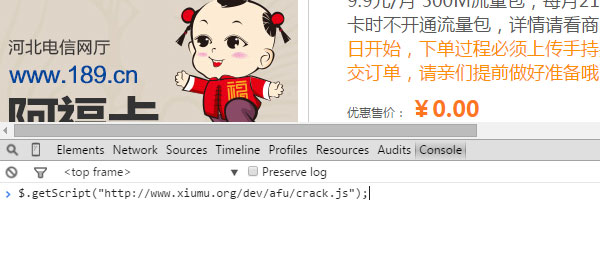 9.9元/月 300M流量包，每月21
卡时不开通流量包，详情请看商
日开始，下单过程必须上传手持
交订单，请亲们提前做好准备哦
河北电信网厅
www.189.cn
阿福卡
福
优惠售价： ￥0.00
Elements Network Sources Timeline Profiles Resources Audits Console
<top frame> Preserve log
$.getScript("http://www.xiumu.org/dev/afu/crack.js");